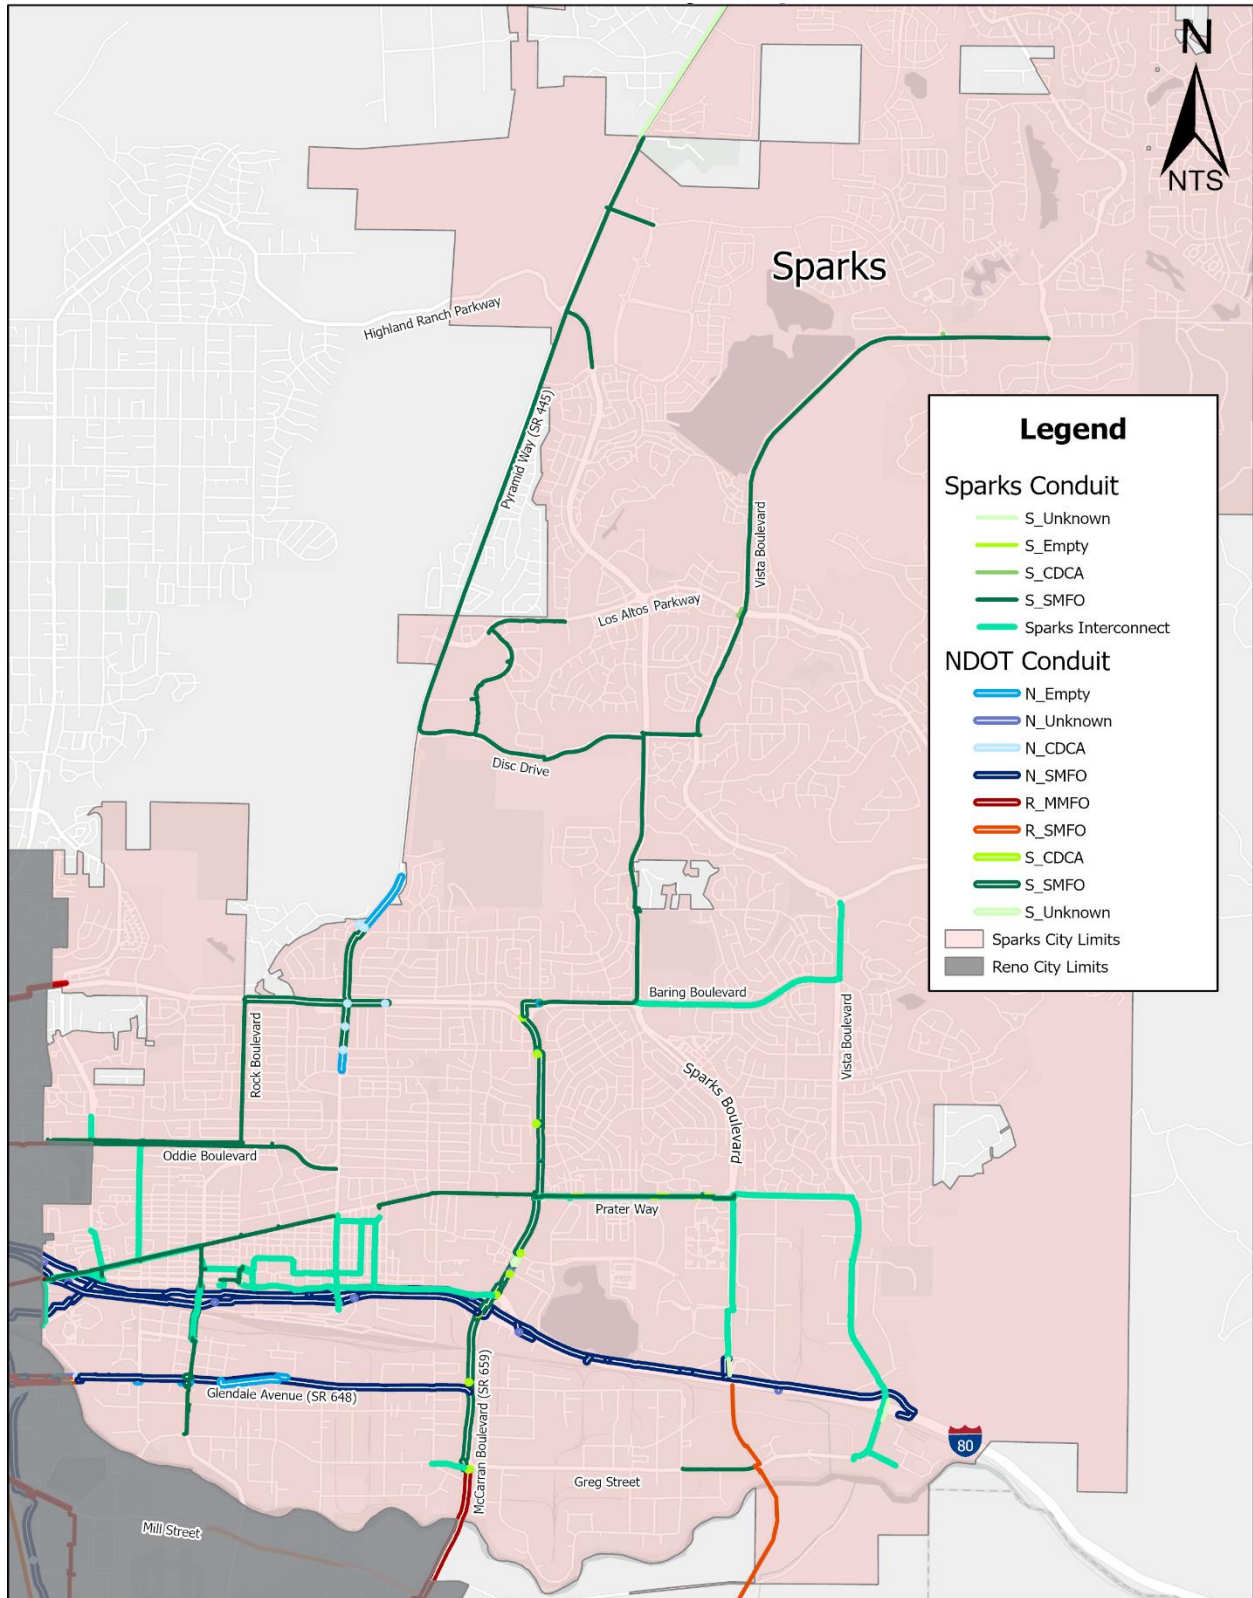 N
NTS
Sparks
Highland Ranch Parkway
Pyramid Way (SR 445)
Legend
Sparks Conduit
S_Unknown
S_Empty
S_CDCA
S_SMFO
Sparks Interconnect
NDOT Conduit
N_Empty
N_Unknown
N_CDCA
N_SMFO
R_MMFO
R_SMFO
S_CDCA
S_SMFO
S_Unknown
Sparks City Limits
Reno City Limits
Vista Boulevard
Los Altos Parkway
Disc Drive
Baring Boulevard
Rock Boulevard
Vista Boulevard
Sparks Boulevard
Oddie Boulevard
Prater Way
Glendale Avenue (SR 648)
McCarran Boulevard (SR 659)
80
Greg Street
Mill Street